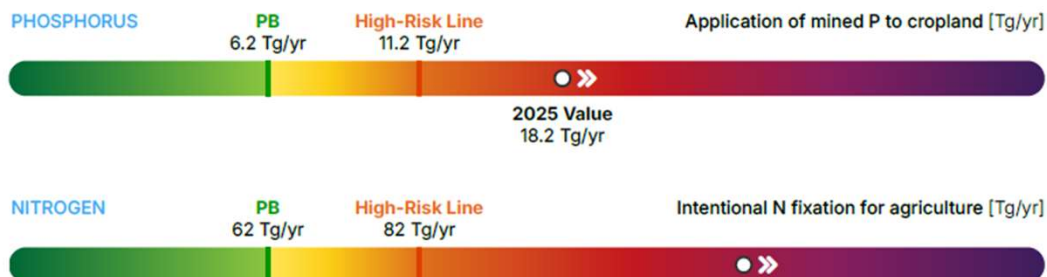 PHOSPHORUS
PB
High-Risk Line
Application of mined P to cropland [Tg/yr]
6.2 Tg/yr
11.2 Tg/yr
2025 Value
18.2 Tg/yr
NITROGEN
PB
High-Risk Line
Intentional N fixation for agriculture [Tg/yr]
62 Tg/yr
82 Tg/yr